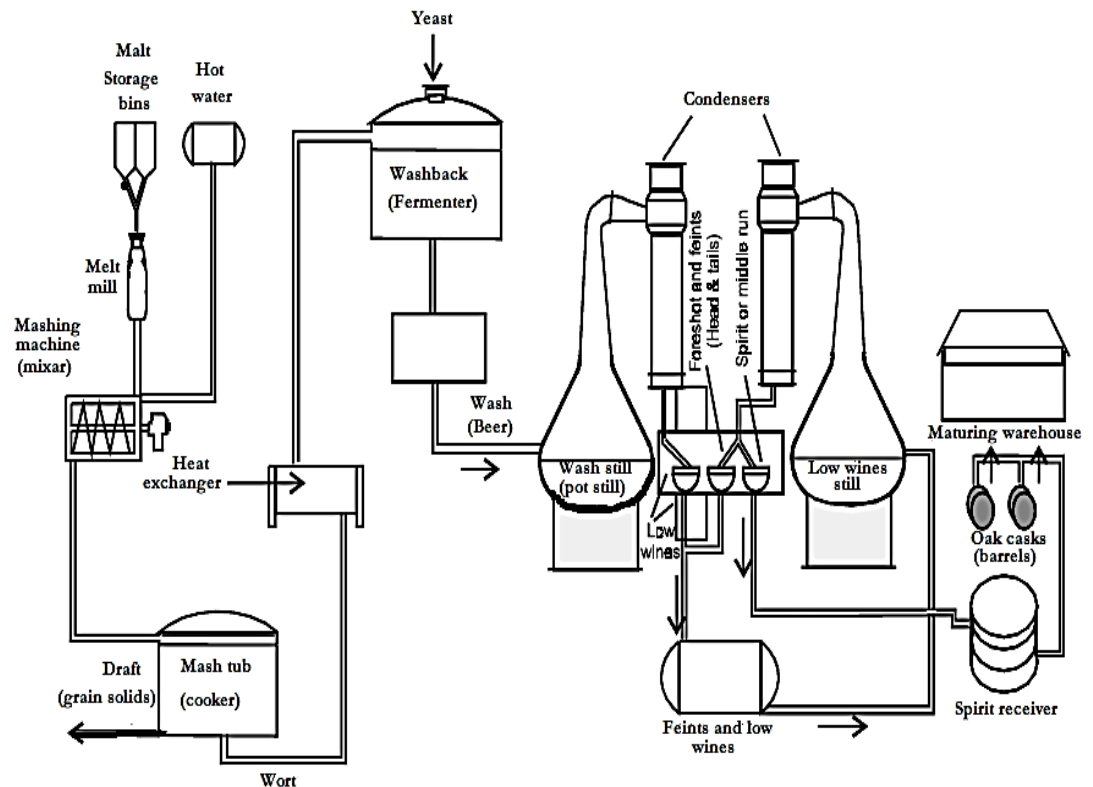 Yeast
Malt
Storage
bins
Hot
water
Condensers
Washback
(Fermenter)
Melt
mill
Mashing
machine
(mixar)
Foreshot and feints
(Head & tails)
Spirit or middle run
Wash
(Beer)
Heat
exchanger
Wash still
(pot still)
Low wines
still
Maturing warehouse
Low
wines
Oak casks
(barrels)
Draft
(grain solids)
Mash tub
(cooker)
Spirit receiver
Feints and low
wines
Wort